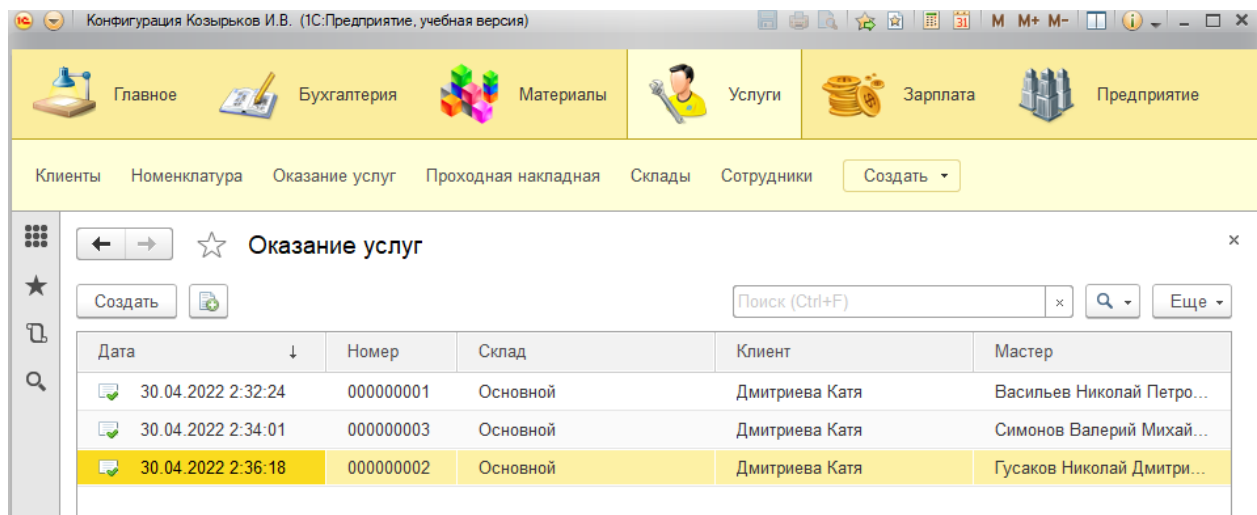 Конфигурация Козырьков И.В. (1С:Предприятие, учебная версия) 31 M M+ M-
Главное Бухгалтерия Материалы Услуги Зарплата Предприятие
Клиенты Номенклатура Оказание услуг Проходная накладная Склады Сотрудники Создать
Оказание услуг
Создать Поиск (Ctrl+F) Еще
Дата Номер Склад Клиент Мастер
30.04.2022 2:32:24 000000001 Основной Дмитриева Катя Васильев Николай Петро...
30.04.2022 2:34:01 000000003 Основной Дмитриева Катя Симонов Валерий Михай...
30.04.2022 2:36:18 000000002 Основной Дмитриева Катя Гусаков Николай Дмитри...